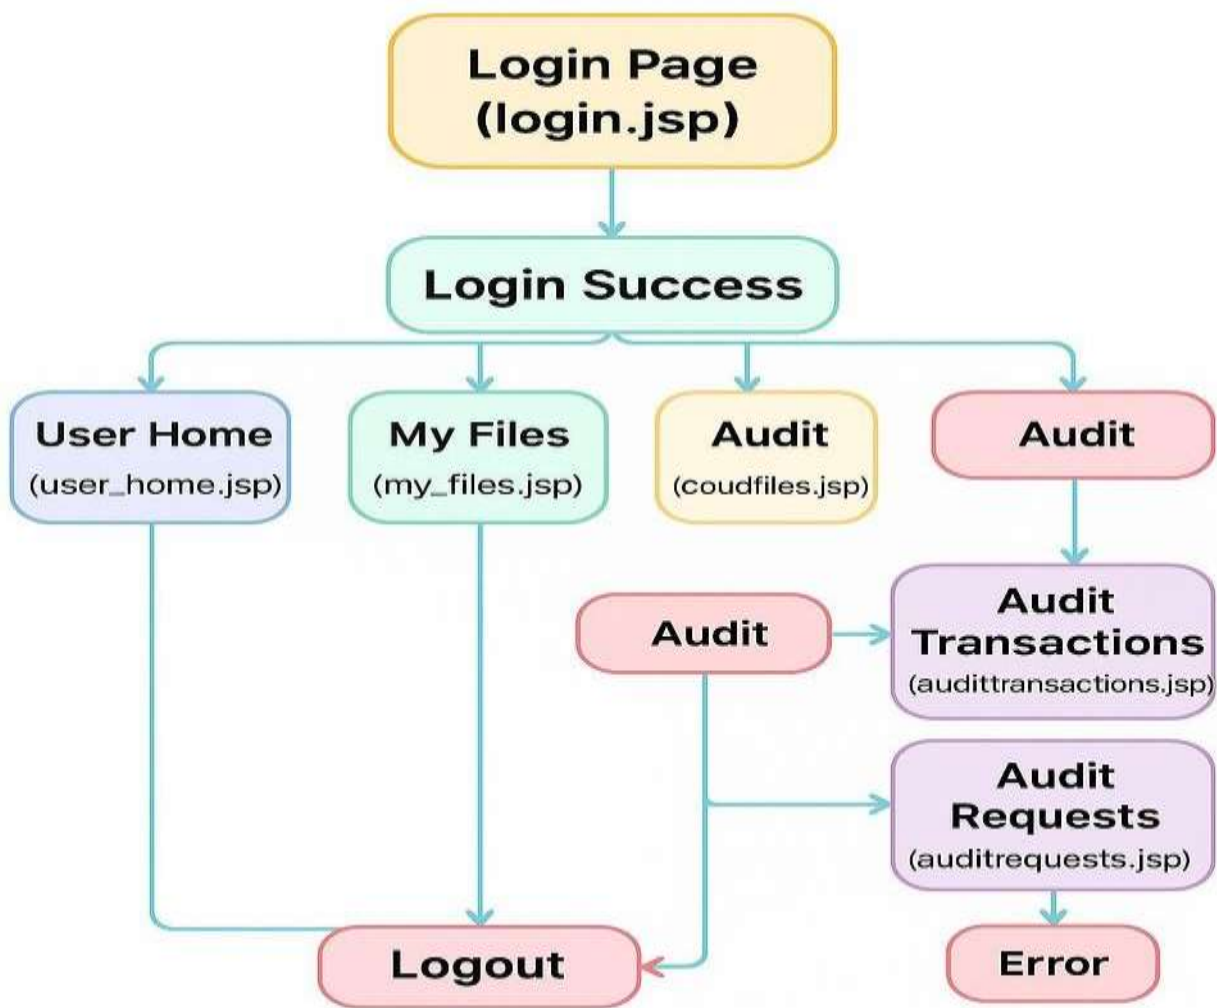 Login Page
(login.jsp)
Login Success
User Home
(user_home.jsp)
My Files
(my_files.jsp)
Audit
(coudfiles.jsp)
Audit
Audit
Audit
Transactions
(audittransactions.jsp)
Audit
Requests
(auditrequests.jsp)
Logout
Error